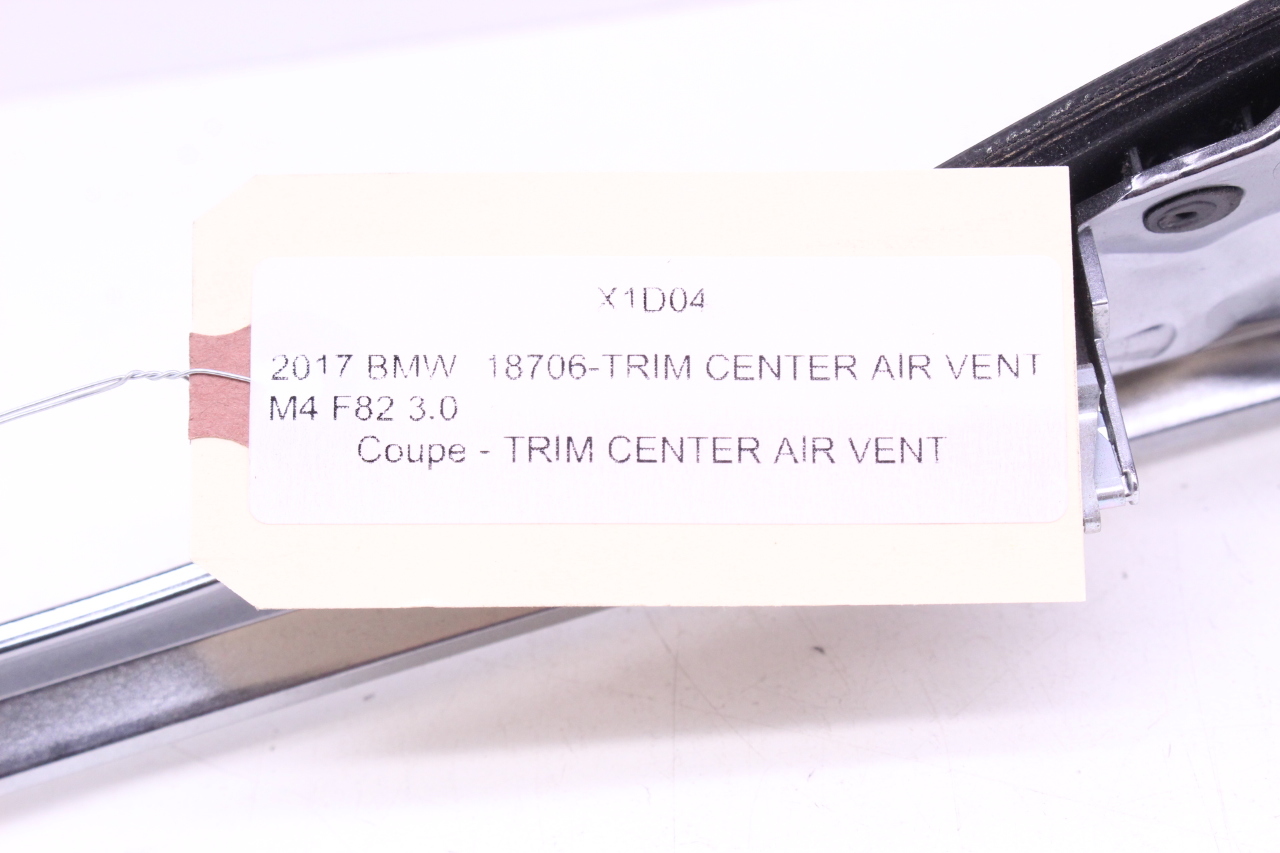 X1D04
2017 BMW 18706-TRIM CENTER AIR VENT
M4 F82 3.0
Coupe - TRIM CENTER AIR VENT